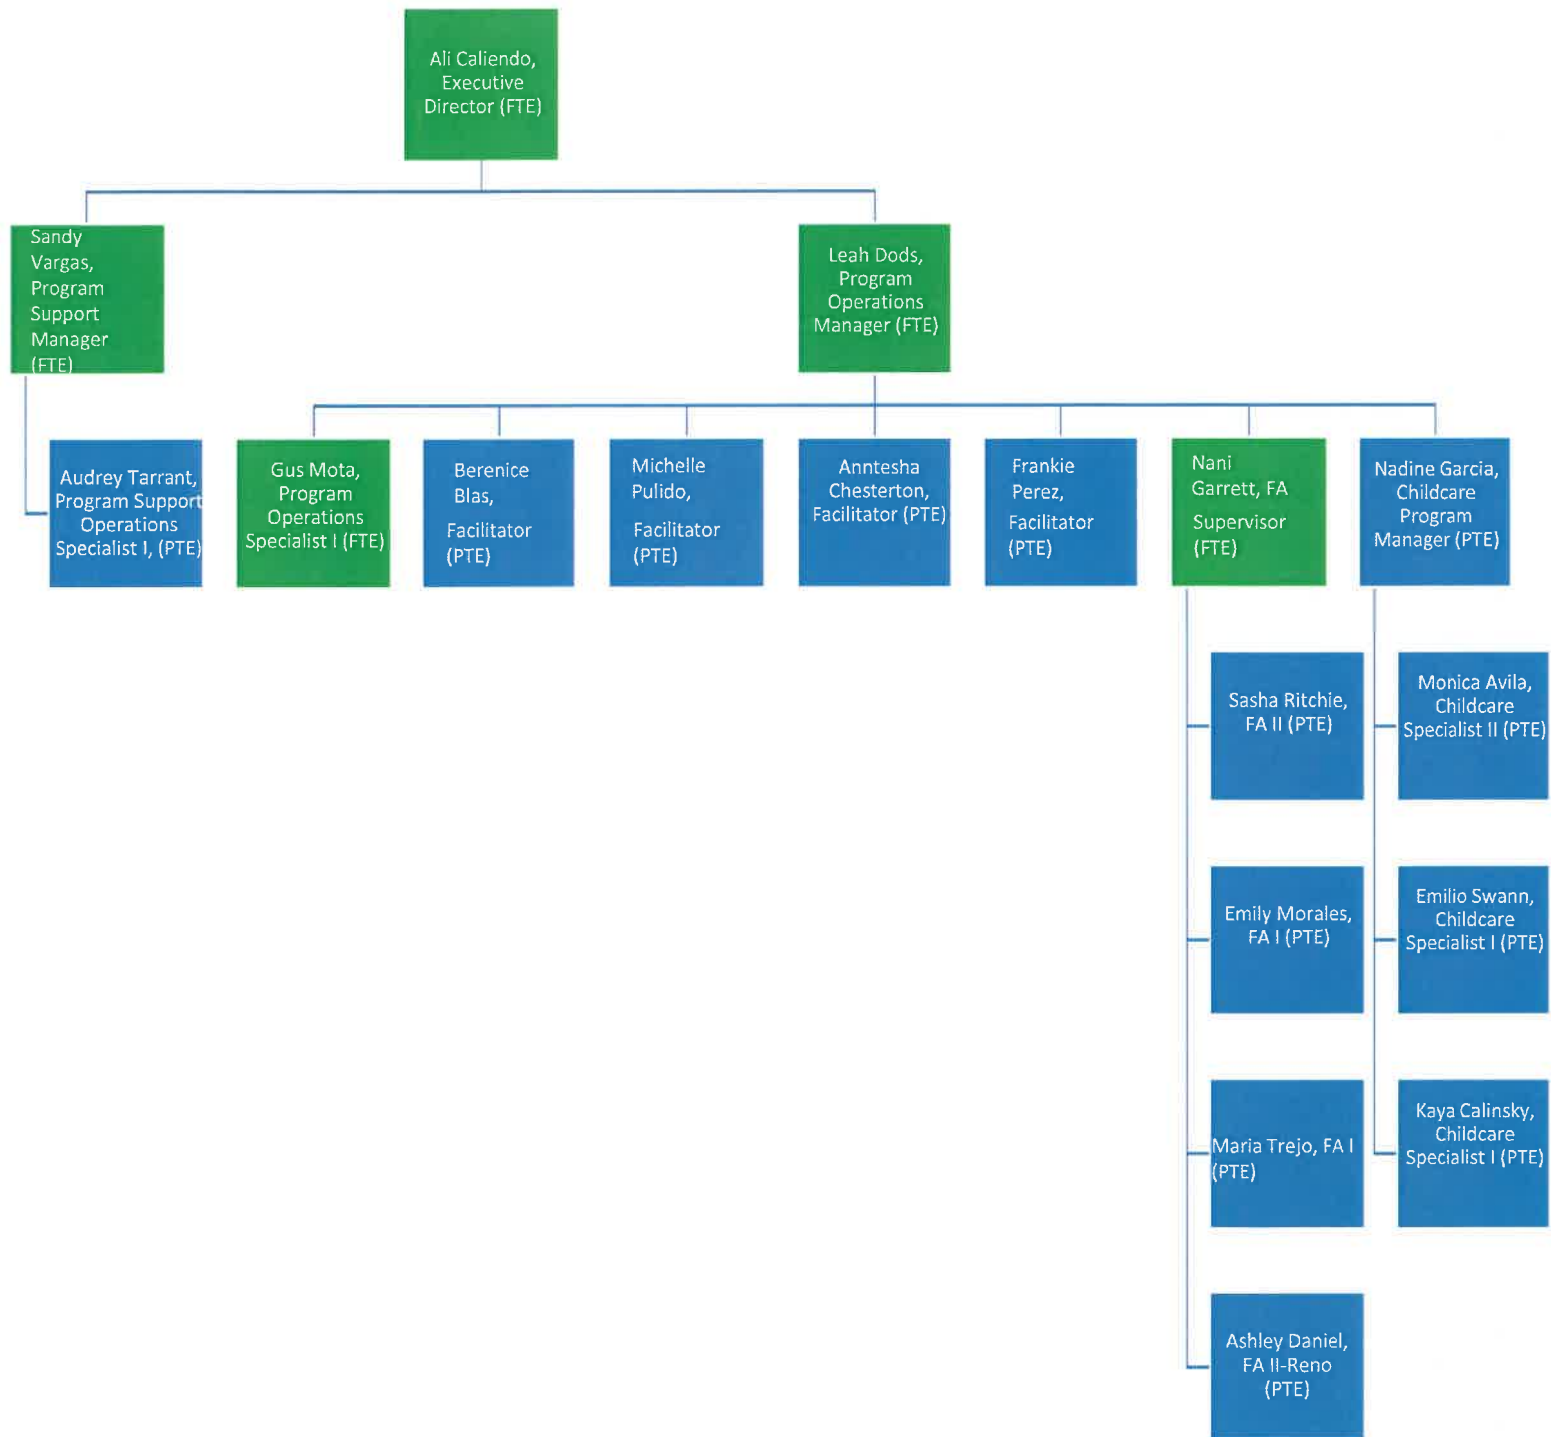 Ali Caliendo,
Executive
Director (FTE)
Sandy
Vargas,
Program
Support
Manager
(FTE)
Leah Dods,
Program
Operations
Manager (FTE)
Audrey Tarrant,
Program Support
Operations
Specialist I, (PTE)
Gus Mota,
Program
Operations
Specialist I (FTE)
Berenice
Blas,
Facilitator
(PTE)
Michelle
Pulido,
Facilitator
(PTE)
Anntesha
Chesterton,
Facilitator (PTE)
Frankie
Perez,
Facilitator
(PTE)
Nani
Garrett, FA
Supervisor
(FTE)
Nadine Garcia,
Childcare
Program
Manager (PTE)
Sasha Ritchie,
FA II (PTE)
Monica Avila,
Childcare
Specialist II (PTE)
Emily Morales,
FA I (PTE)
Emilio Swann,
Childcare
Specialist I (PTE)
Maria Trejo, FA I
(PTE)
Kaya Calinsky,
Childcare
Specialist I (PTE)
Ashley Daniel,
FA II-Reno
(PTE)